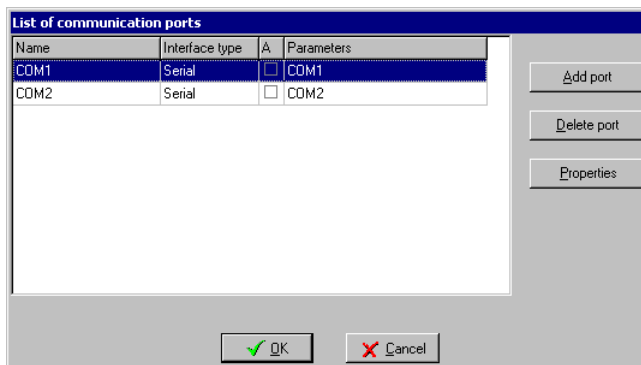 List of communication ports
Name Interface type A Parameters
COM1 Serial COM1
COM2 Serial COM2
Add port
Delete port
Properties
OK Cancel